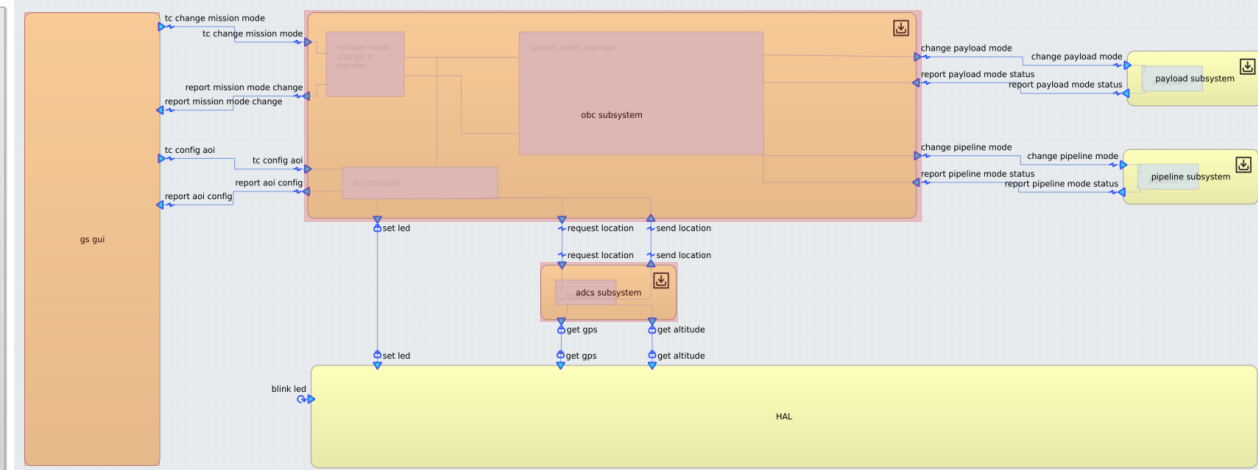 tc change mission mode
tc change mission mode
report mission mode change
report mission mode change
tc config aoi
tc config aoi
report aoi config
report aoi config
gs gui
mission mode
change tc
handler
system mode manager
obc subsystem
aoi manager
change payload mode
change payload mode
report payload mode status
report payload mode status
payload subsystem
change pipeline mode
change pipeline mode
report pipeline mode status
report pipeline mode status
pipeline subsystem
set led
request location
send location
request location
send location
adcs subsystem
get gps
get altitude
set led
get gps
get altitude
blink led
HAL